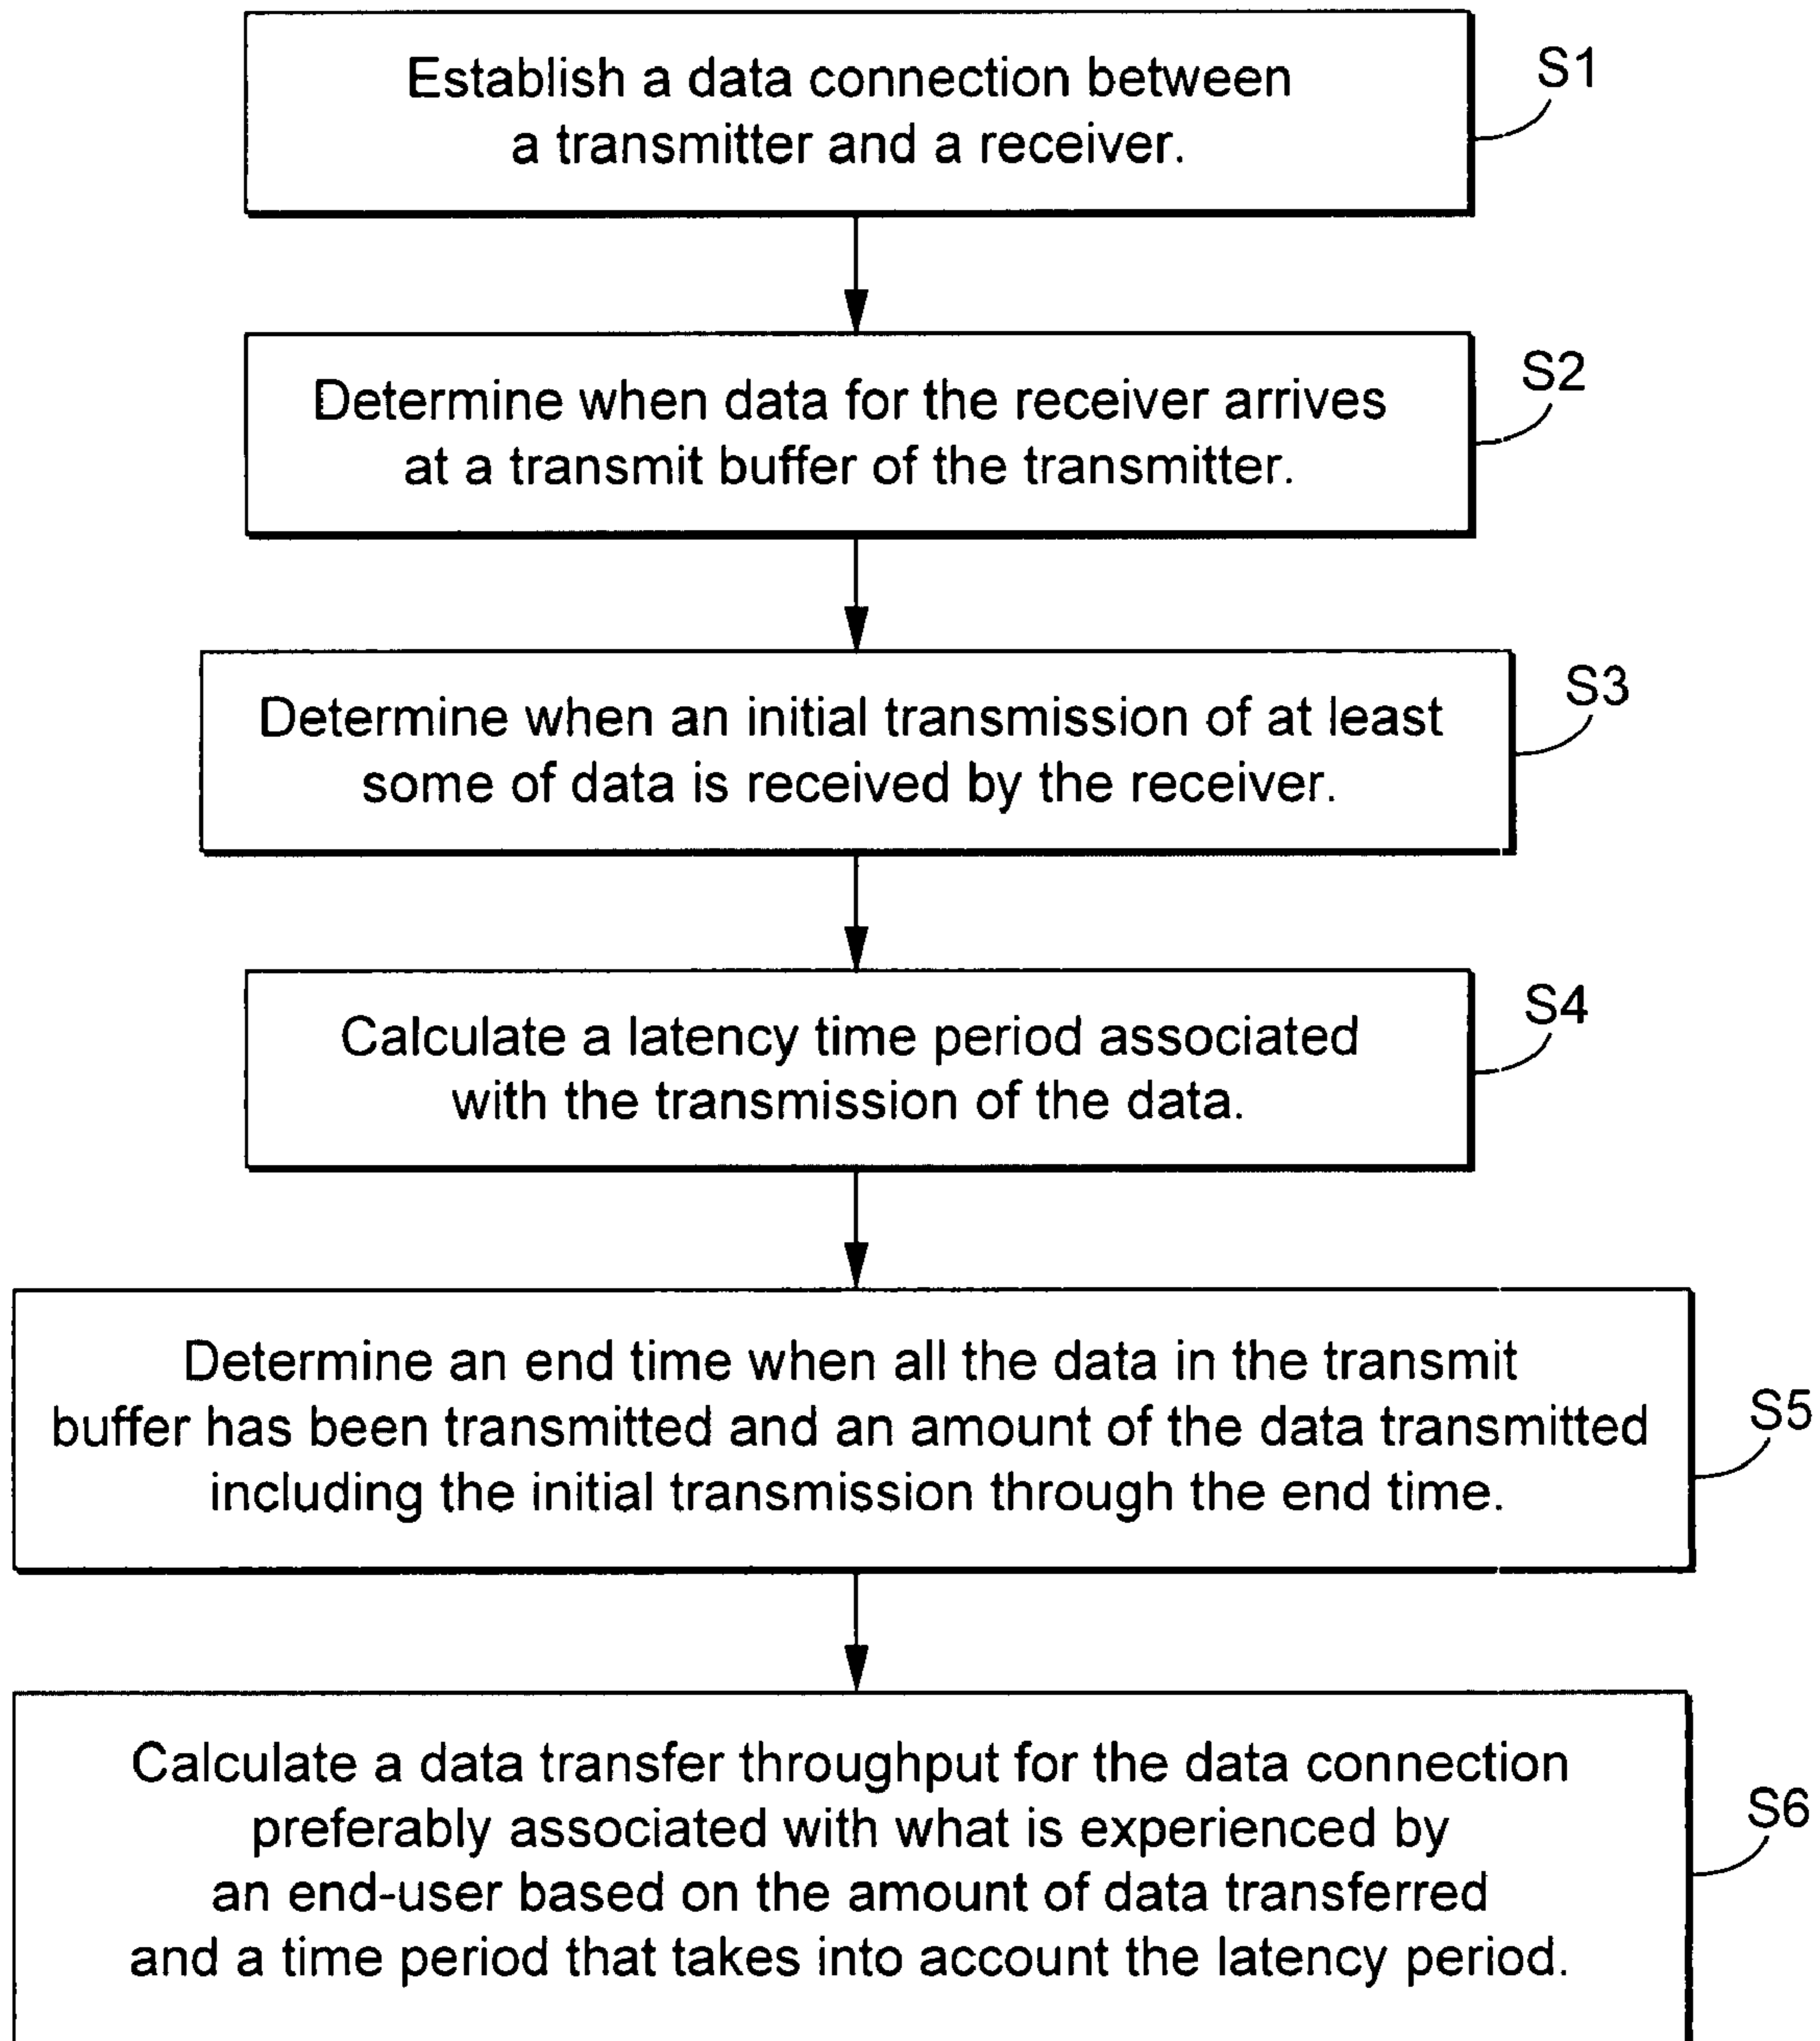 Establish a data connection between
a transmitter and a receiver.
S1
Determine when data for the receiver arrives
at a transmit buffer of the transmitter.
S2
Determine when an initial transmission of at least
some of data is received by the receiver.
S3
Calculate a latency time period associated
with the transmission of the data.
S4
Determine an end time when all the data in the transmit
buffer has been transmitted and an amount of the data transmitted
including the initial transmission through the end time.
S5
Calculate a data transfer throughput for the data connection
preferably associated with what is experienced by
an end-user based on the amount of data transferred
and a time period that takes into account the latency period.
S6